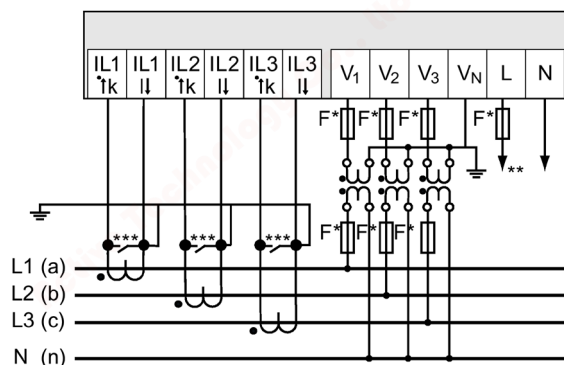 IL1 IL1 IL2 IL2 IL3 IL3 V1 V2 V3 VN L N
↑k I↓ ↑k I↓ ↑k I↓
F* F* F* F*
**
*** *** ***
F* F* F*
L1 (a)
L2 (b)
L3 (c)
N (n)